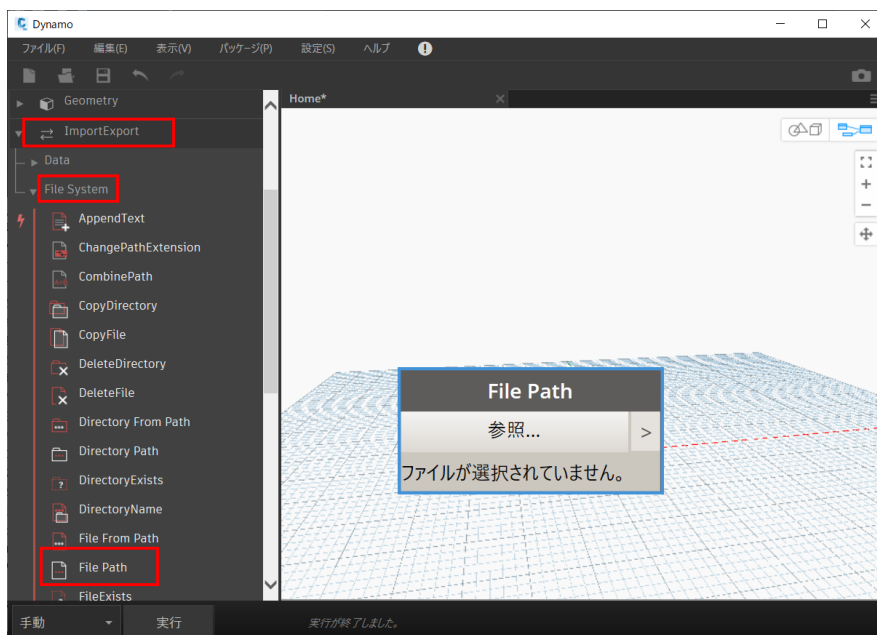 Dynamo
ファイル(F) 編集(E) 表示(V) パッケージ(P) 設定(S) ヘルプ
Geometry
Home*
ImportExport
Data
File System
AppendText
ChangePathExtension
CombinePath
CopyDirectory
CopyFile
DeleteDirectory
DeleteFile
Directory From Path
Directory Path
DirectoryExists
DirectoryName
File From Path
File Path
FileExists
File Path
参照...
>
ファイルが選択されていません。
手動
実行
実行が終了しました。